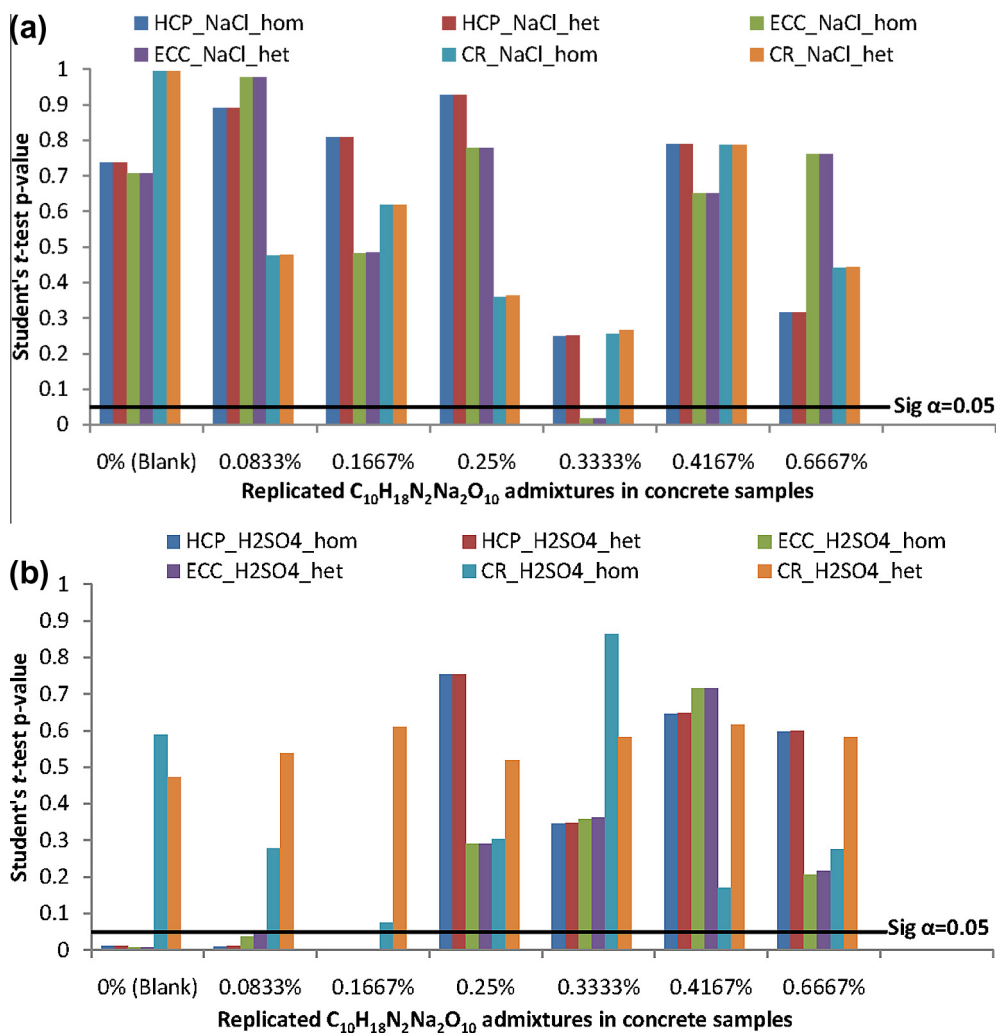 (a)
HCP_NaCl_hom HCP_NaCl_het ECC_NaCl_hom
ECC_NaCl_het CR_NaCl_hom CR_NaCl_het
Student's t-test p-value
1
0.9
0.8
0.7
0.6
0.5
0.4
0.3
0.2
0.1
0
Sig α=0.05
0% (Blank) 0.0833% 0.1667% 0.25% 0.3333% 0.4167% 0.6667%
Replicated C₁₀H₁₈N₂Na₂O₁₀ admixtures in concrete samples
(b)
HCP_H2SO4_hom HCP_H2SO4_het ECC_H2SO4_hom
ECC_H2SO4_het CR_H2SO4_hom CR_H2SO4_het
Student's t-test p-value
1
0.9
0.8
0.7
0.6
0.5
0.4
0.3
0.2
0.1
0
Sig α=0.05
0% (Blank) 0.0833% 0.1667% 0.25% 0.3333% 0.4167% 0.6667%
Replicated C₁₀H₁₈N₂Na₂O₁₀ admixtures in concrete samples